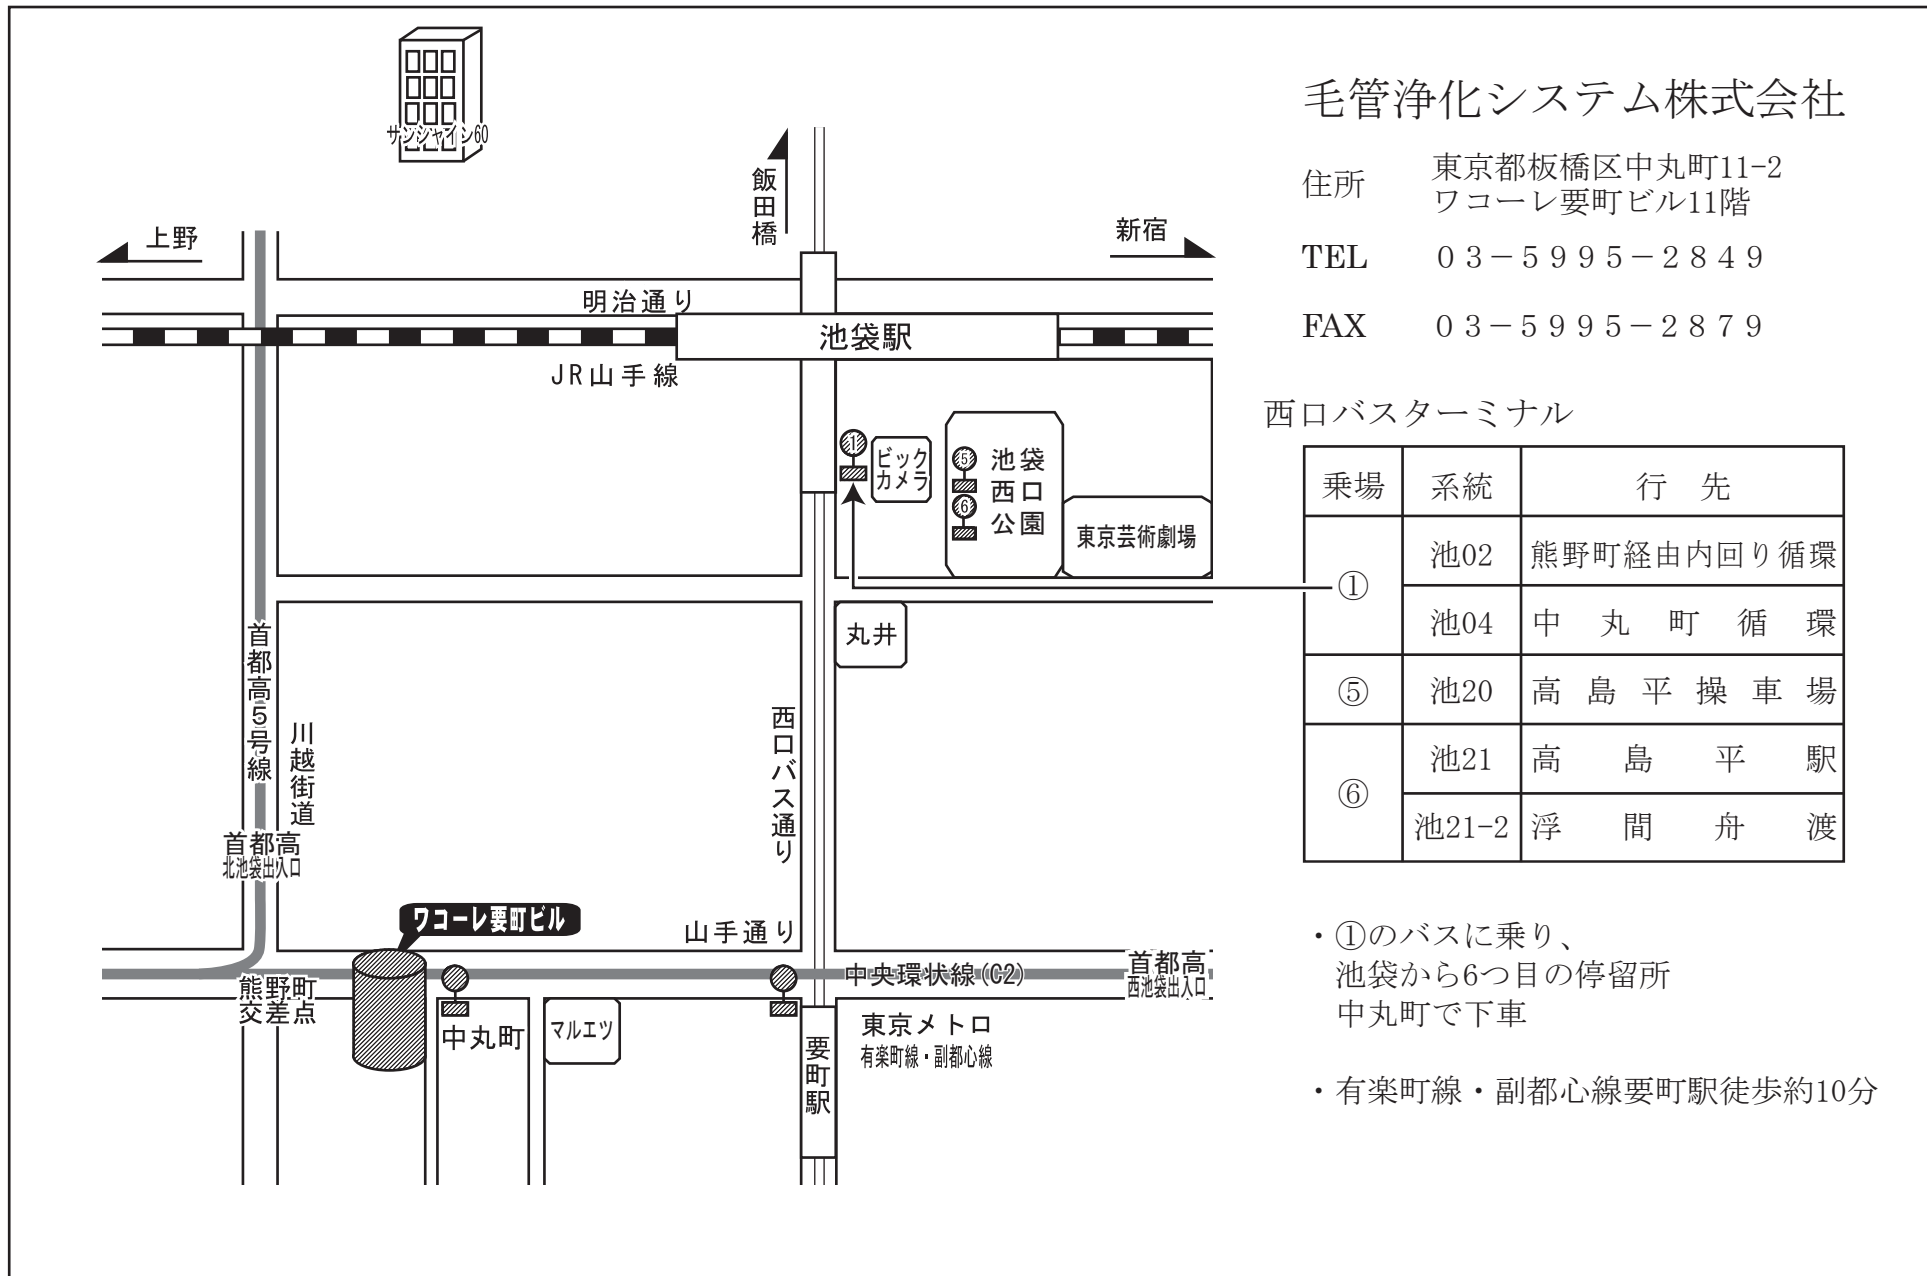 サンシャイン60
飯田橋
上野
新宿
明治通り
池袋駅
JR山手線
①
ビック
カメラ
⑤
⑥
池袋
西口
公園
東京芸術劇場
丸井
首都高5号線
川越街道
西口バス通り
首都高
北池袋出入口
ワコーレ要町ビル
山手通り
中央環状線(C2)
首都高
西池袋出入口
熊野町
交差点
中丸町
マルエツ
要町駅
東京メトロ
有楽町線・副都心線
毛管浄化システム株式会社
住所 東京都板橋区中丸町11-2
ワコーレ要町ビル11階
TEL 03-5995-2849
FAX 03-5995-2879
西口バスターミナル
乗場 系統 行先
① 池02 熊野町経由内回り循環
池04 中丸町循環
⑤ 池20 高島平操車場
⑥ 池21 高島平駅
池21-2 浮間舟渡
・①のバスに乗り、
池袋から6つ目の停留所
中丸町で下車
・有楽町線・副都心線要町駅徒歩約10分